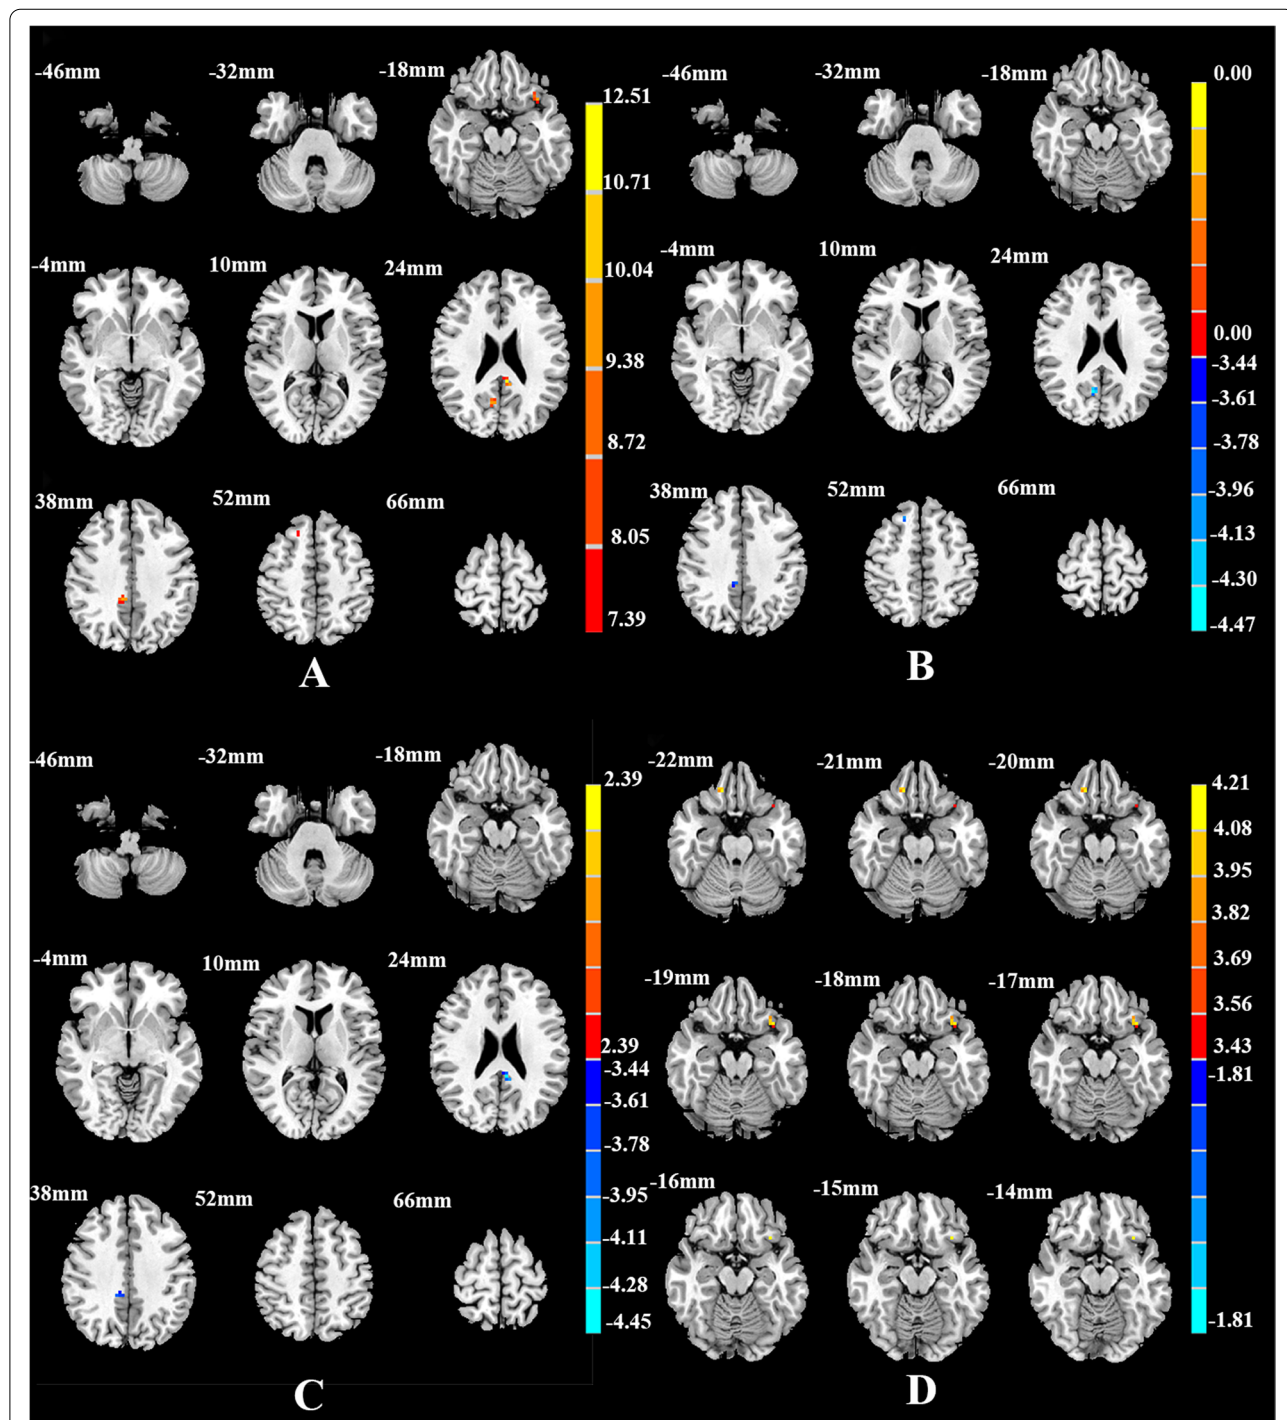 -46mm -32mm -18mm
-4mm 10mm 24mm
38mm 52mm 66mm
12.51
10.71
10.04
9.38
8.72
8.05
7.39
A
-46mm -32mm -18mm
-4mm 10mm 24mm
38mm 52mm 66mm
0.00
0.00
-3.44
-3.61
-3.78
-3.96
-4.13
-4.30
-4.47
B
-46mm -32mm -18mm
-4mm 10mm 24mm
38mm 52mm 66mm
2.39
2.39
-3.44
-3.61
-3.78
-3.95
-4.11
-4.28
-4.45
C
-22mm -21mm -20mm
-19mm -18mm -17mm
-16mm -15mm -14mm
4.21
4.08
3.95
3.82
3.69
3.56
3.43
-1.81
-1.81
D